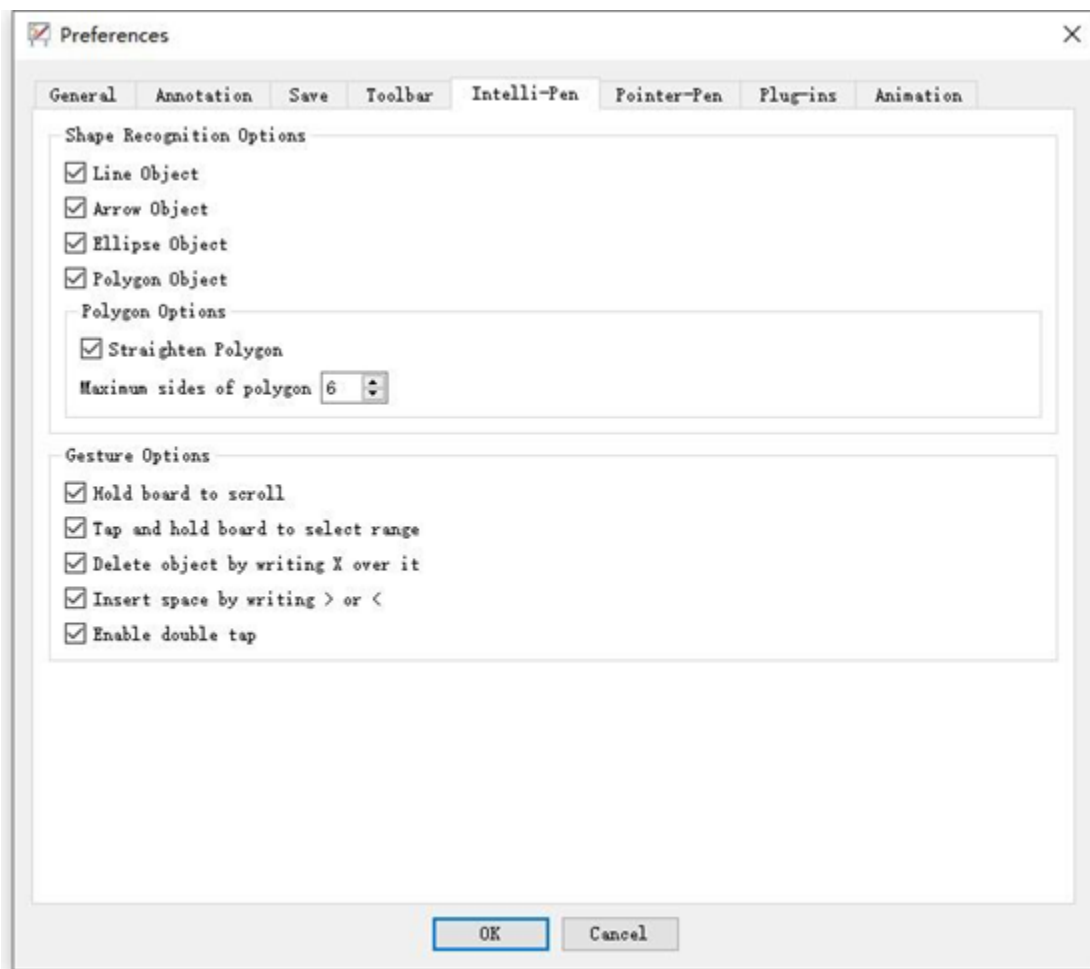 Preferences
General Annotation Save Toolbar Intelli-Pen Pointer-Pen Plug-ins Animation
Shape Recognition Options
Line Object
Arrow Object
Ellipse Object
Polygon Object
Polygon Options
Straighten Polygon
Maximum sides of polygon 6
Gesture Options
Hold board to scroll
Tap and hold board to select range
Delete object by writing X over it
Insert space by writing > or <
Enable double tap
OK Cancel